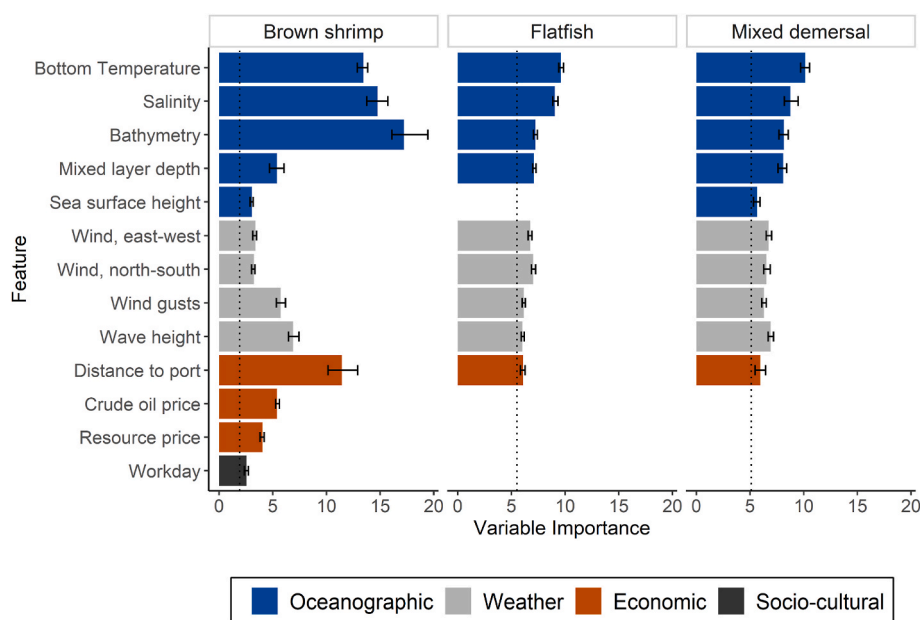 Brown shrimp Flatfish Mixed demersal
Bottom Temperature
Salinity
Bathymetry
Mixed layer depth
Sea surface height
Wind, east-west
Wind, north-south
Wind gusts
Wave height
Distance to port
Crude oil price
Resource price
Workday
Feature
0 5 10 15 20 0 5 10 15 20 0 5 10 15 20
Variable Importance
Oceanographic Weather Economic Socio-cultural